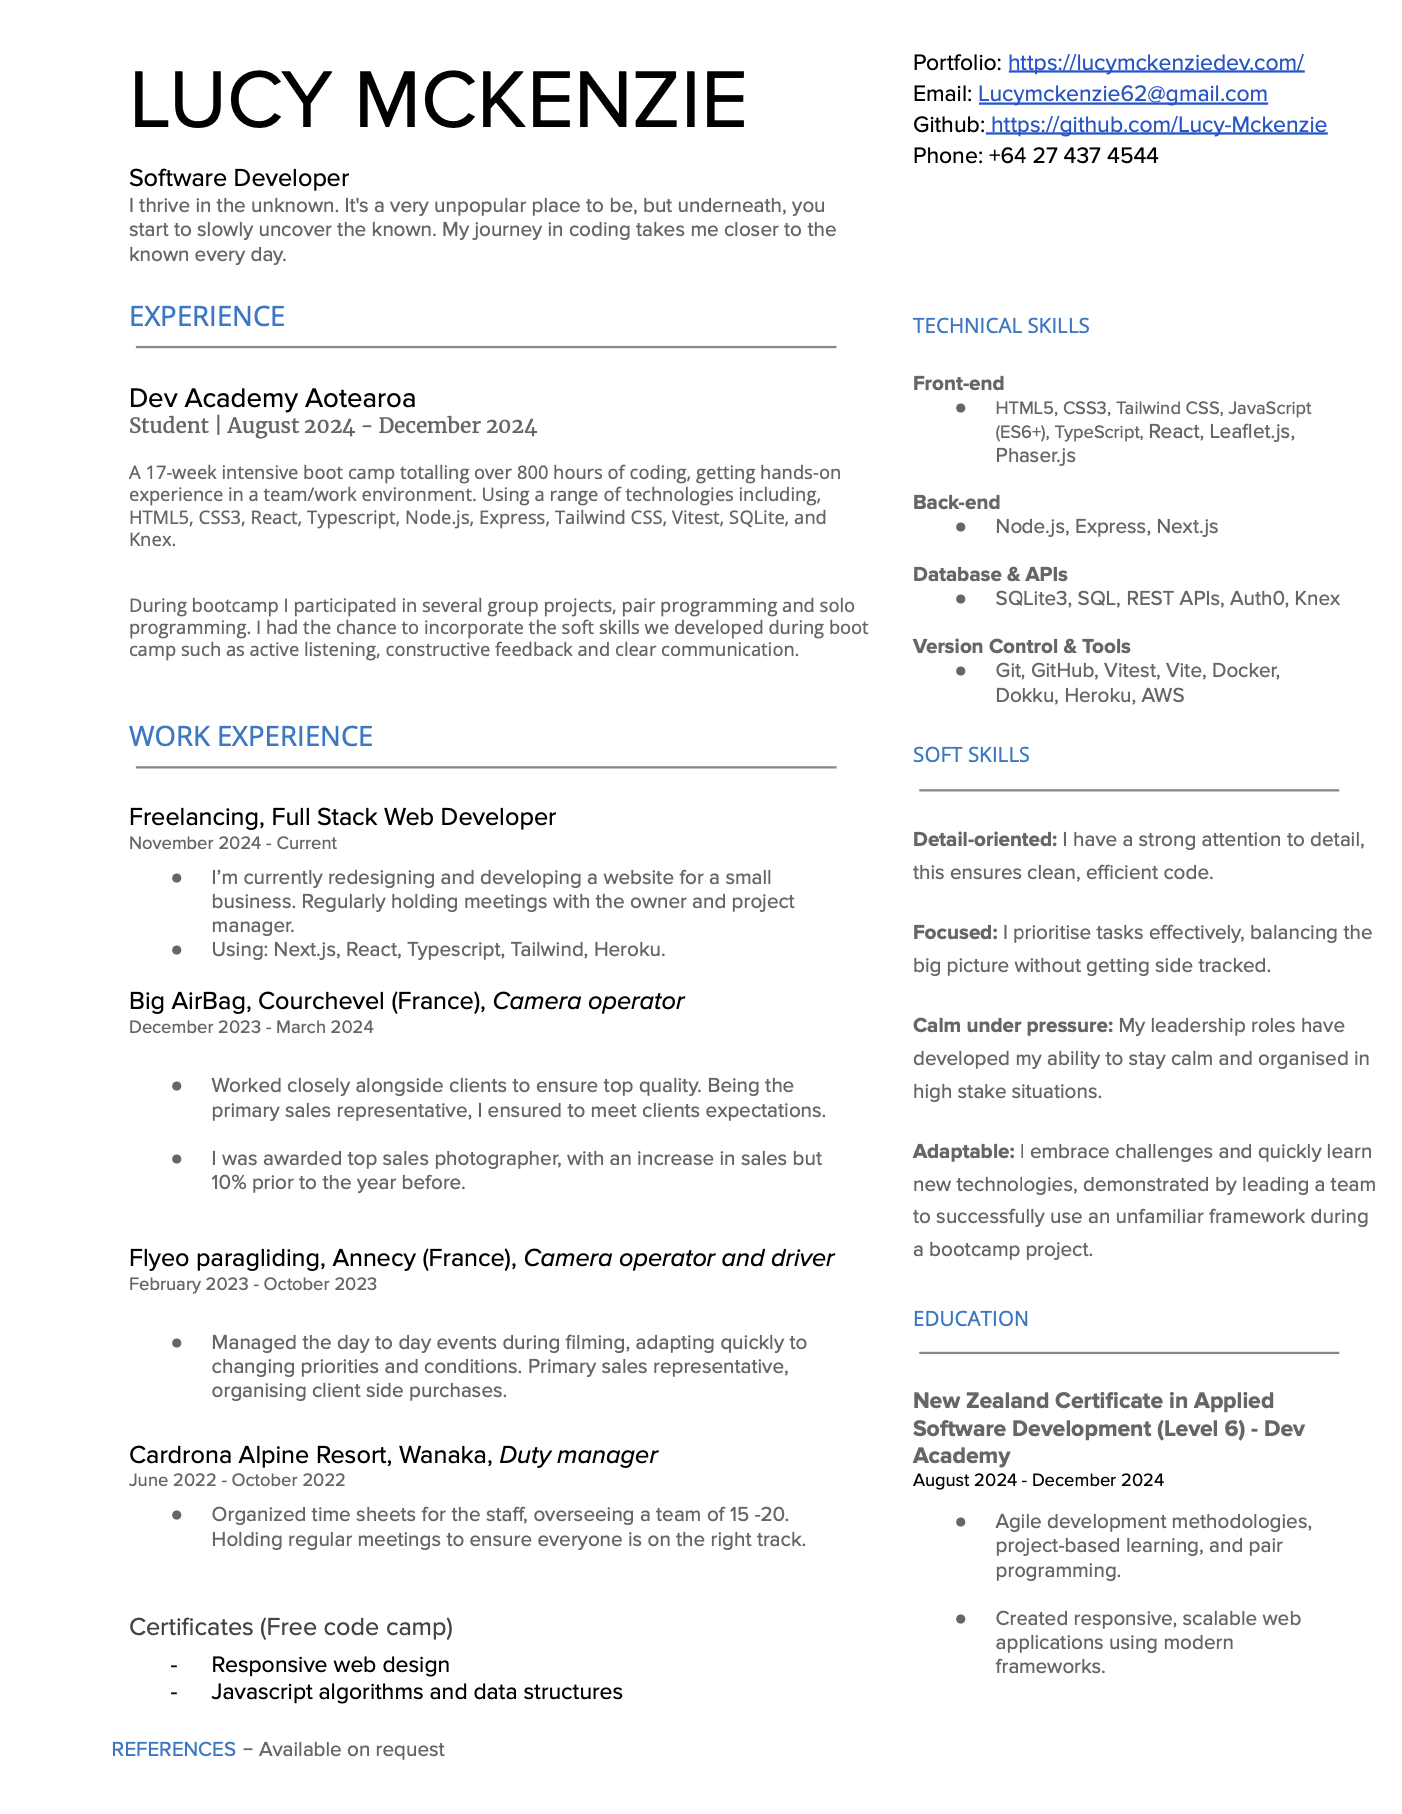 LUCY MCKENZIE
Software Developer
I thrive in the unknown. It's a very unpopular place to be, but underneath, you
start to slowly uncover the known. My journey in coding takes me closer to the
known every day.
EXPERIENCE
Dev Academy Aotearoa
Student | August 2024 - December 2024
A 17-week intensive boot camp totalling over 800 hours of coding, getting hands-on
experience in a team/work environment. Using a range of technologies including,
HTML5, CSS3, React, Typescript, Node.js, Express, Tailwind CSS, Vitest, SQLite, and
Knex.
During bootcamp I participated in several group projects, pair programming and solo
programming. I had the chance to incorporate the soft skills we developed during boot
camp such as active listening, constructive feedback and clear communication.
WORK EXPERIENCE
Freelancing, Full Stack Web Developer
November 2024 - Current
● I'm currently redesigning and developing a website for a small
business. Regularly holding meetings with the owner and project
manager.
● Using: Next.js, React, Typescript, Tailwind, Heroku.
Big AirBag, Courchevel (France), Camera operator
December 2023 - March 2024
● Worked closely alongside clients to ensure top quality. Being the
primary sales representative, I ensured to meet clients expectations.
● I was awarded top sales photographer, with an increase in sales but
10% prior to the year before.
Flyeo paragliding, Annecy (France), Camera operator and driver
February 2023 - October 2023
● Managed the day to day events during filming, adapting quickly to
changing priorities and conditions. Primary sales representative,
organising client side purchases.
Cardrona Alpine Resort, Wanaka, Duty manager
June 2022 - October 2022
● Organized time sheets for the staff, overseeing a team of 15 -20.
Holding regular meetings to ensure everyone is on the right track.
Certificates (Free code camp)
- Responsive web design
- Javascript algorithms and data structures
REFERENCES – Available on request
Portfolio: https://lucymckenziedev.com/
Email: Lucymckenzie62@gmail.com
Github: https://github.com/Lucy-Mckenzie
Phone: +64 27 437 4544
TECHNICAL SKILLS
Front-end
● HTML5, CSS3, Tailwind CSS, JavaScript
(ES6+), TypeScript, React, Leaflet.js,
Phaser.js
Back-end
● Node.js, Express, Next.js
Database & APIs
● SQLite3, SQL, REST APIs, Auth0, Knex
Version Control & Tools
● Git, GitHub, Vitest, Vite, Docker,
Dokku, Heroku, AWS
SOFT SKILLS
Detail-oriented: I have a strong attention to detail,
this ensures clean, efficient code.
Focused: I prioritise tasks effectively, balancing the
big picture without getting side tracked.
Calm under pressure: My leadership roles have
developed my ability to stay calm and organised in
high stake situations.
Adaptable: I embrace challenges and quickly learn
new technologies, demonstrated by leading a team
to successfully use an unfamiliar framework during
a bootcamp project.
EDUCATION
New Zealand Certificate in Applied
Software Development (Level 6) - Dev
Academy
August 2024 - December 2024
● Agile development methodologies,
project-based learning, and pair
programming.
● Created responsive, scalable web
applications using modern
frameworks.